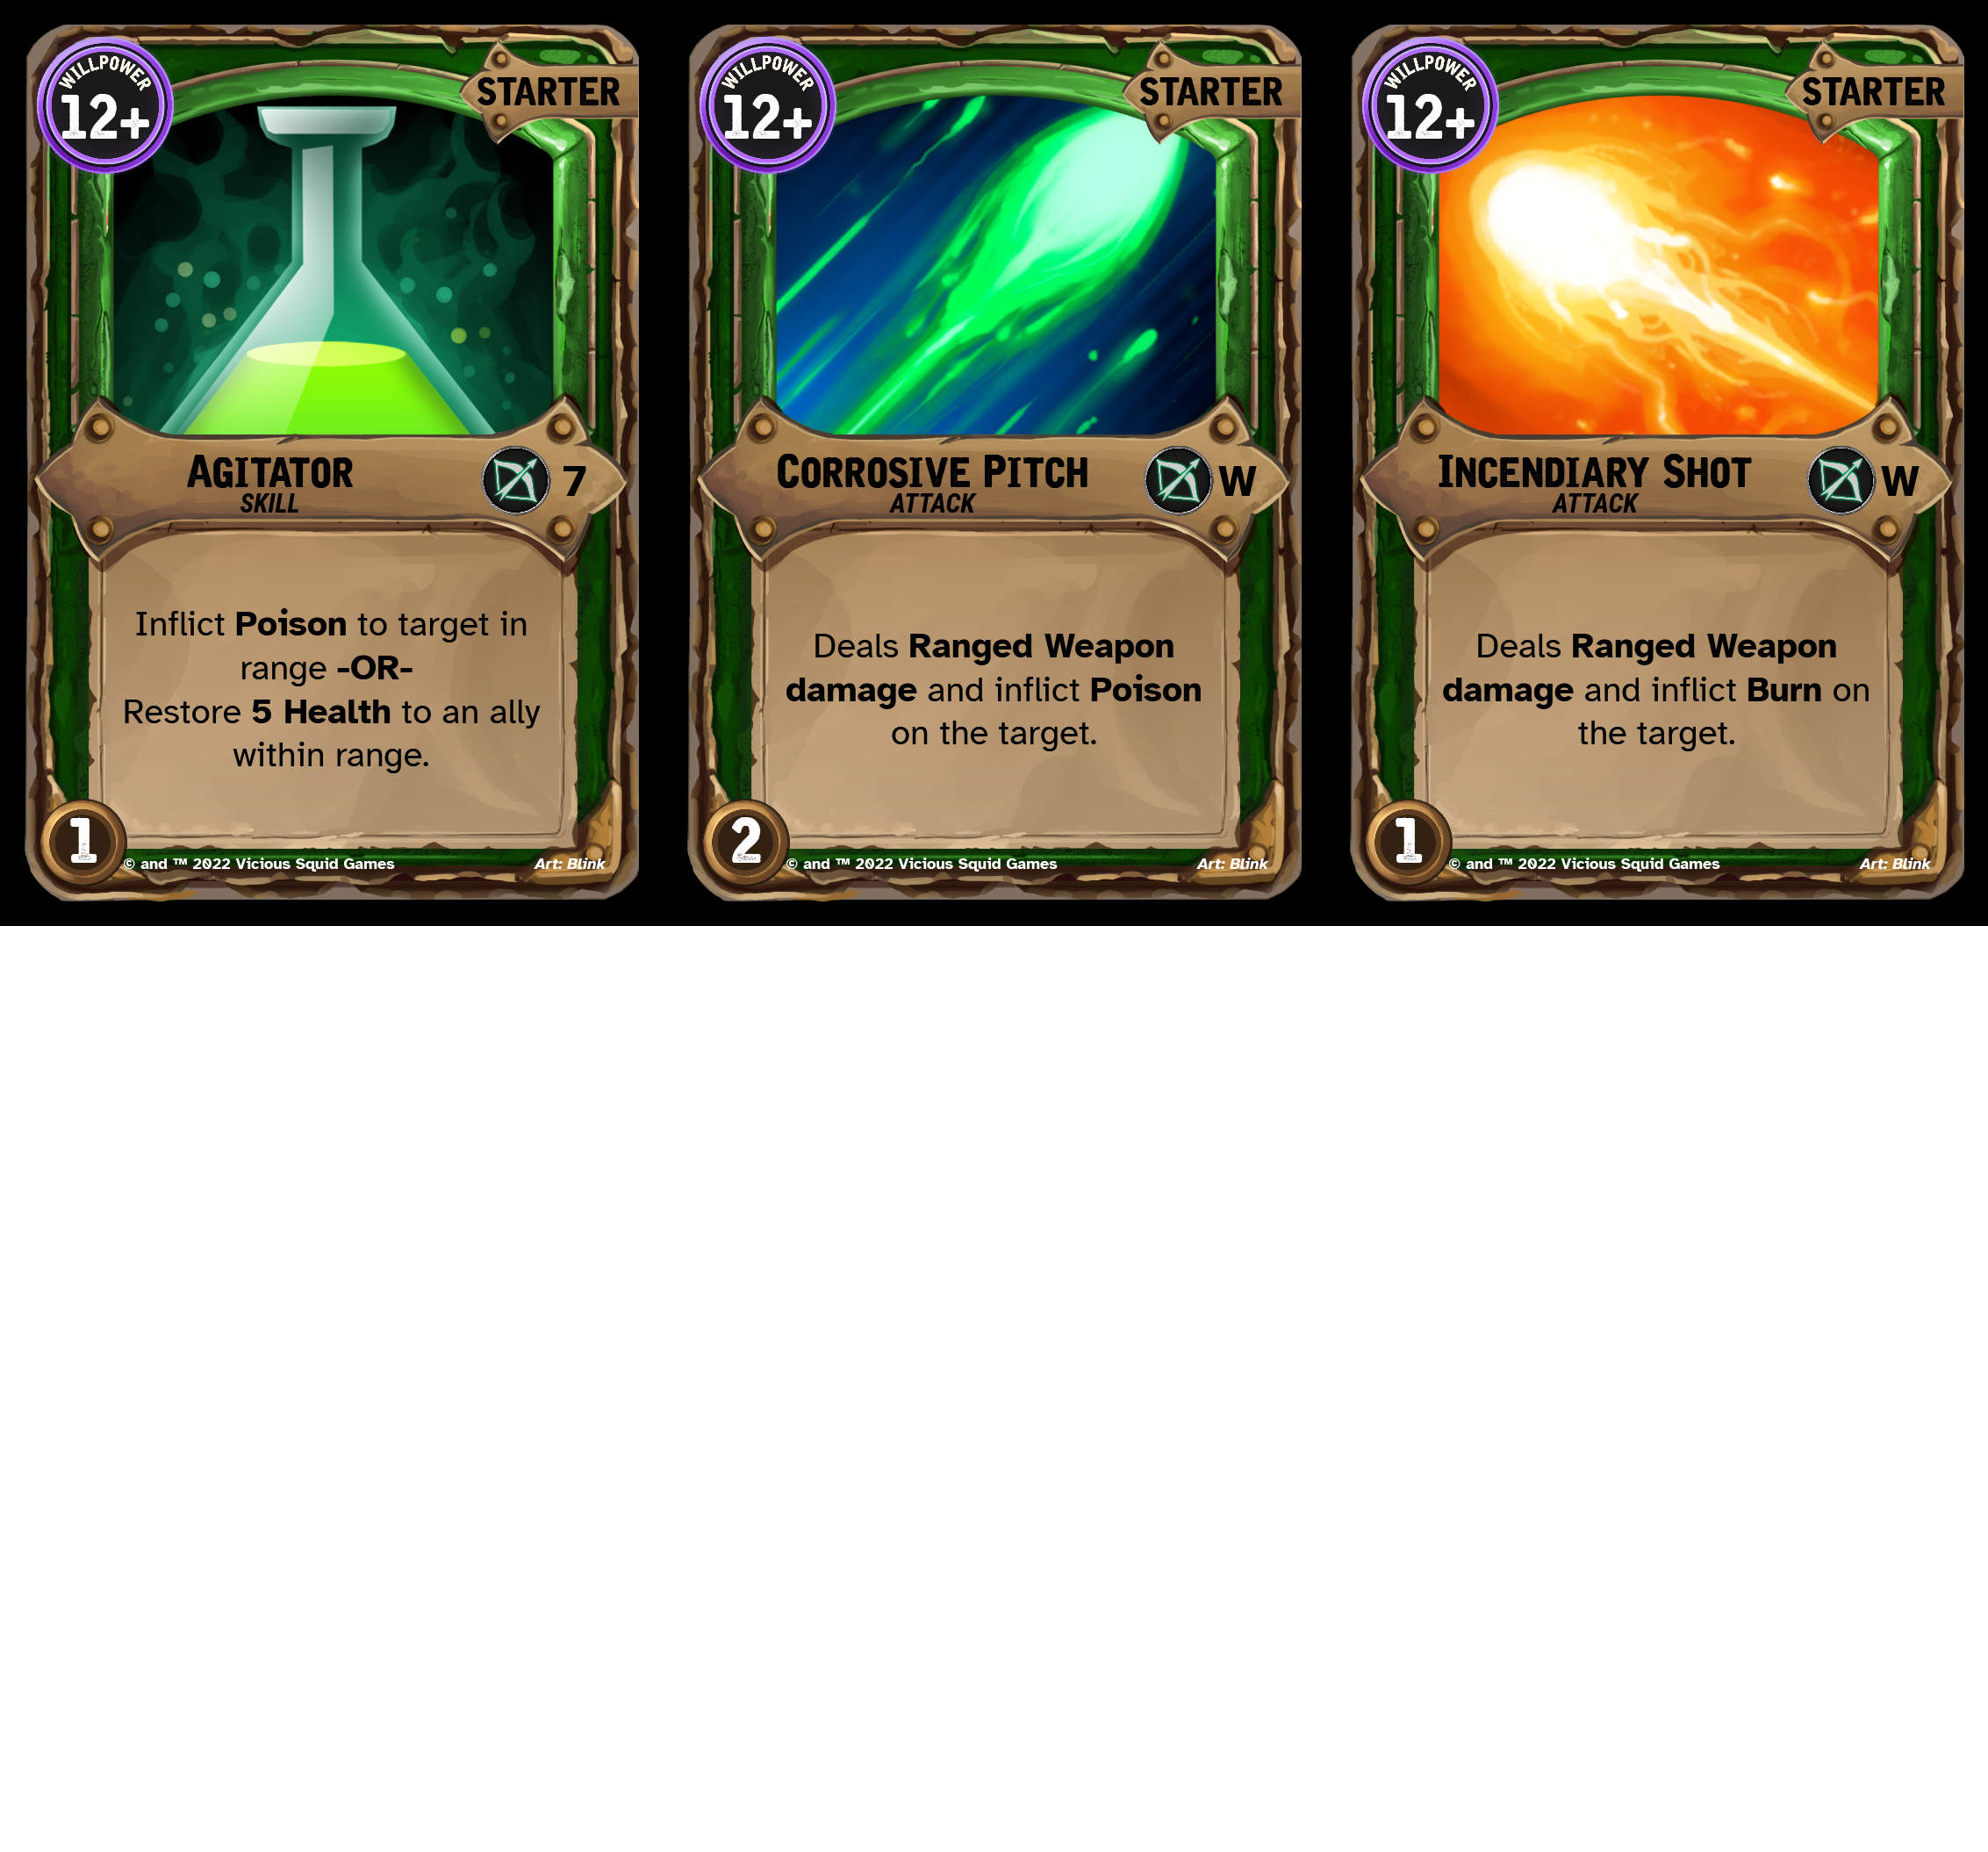 WILLPOWER
12+
STARTER
AGITATOR
SKILL
7
Inflict Poison to target in
range -OR-
Restore 5 Health to an ally
within range.
1
© and ™ 2022 Vicious Squid Games
Art: Blink
WILLPOWER
12+
STARTER
CORROSIVE PITCH
ATTACK
W
Deals Ranged Weapon
damage and inflict Poison
on the target.
2
© and ™ 2022 Vicious Squid Games
Art: Blink
WILLPOWER
12+
STARTER
INCENDIARY SHOT
ATTACK
W
Deals Ranged Weapon
damage and inflict Burn on
the target.
1
© and ™ 2022 Vicious Squid Games
Art: Blink